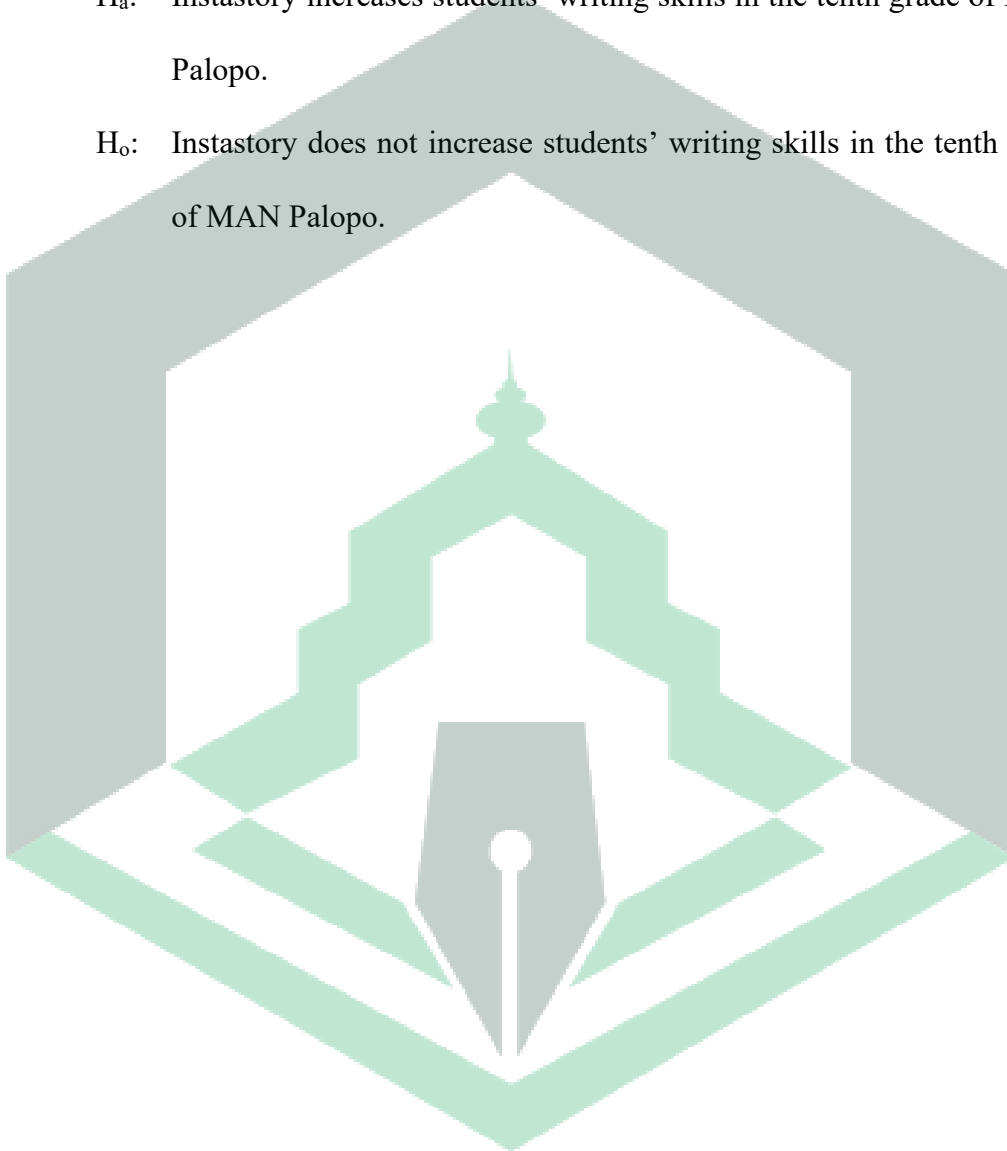 Hₐ: Instastory increases students’ writing skills in the tenth grade of
Palopo.
Hₒ: Instastory does not increase students’ writing skills in the tenth
of MAN Palopo.